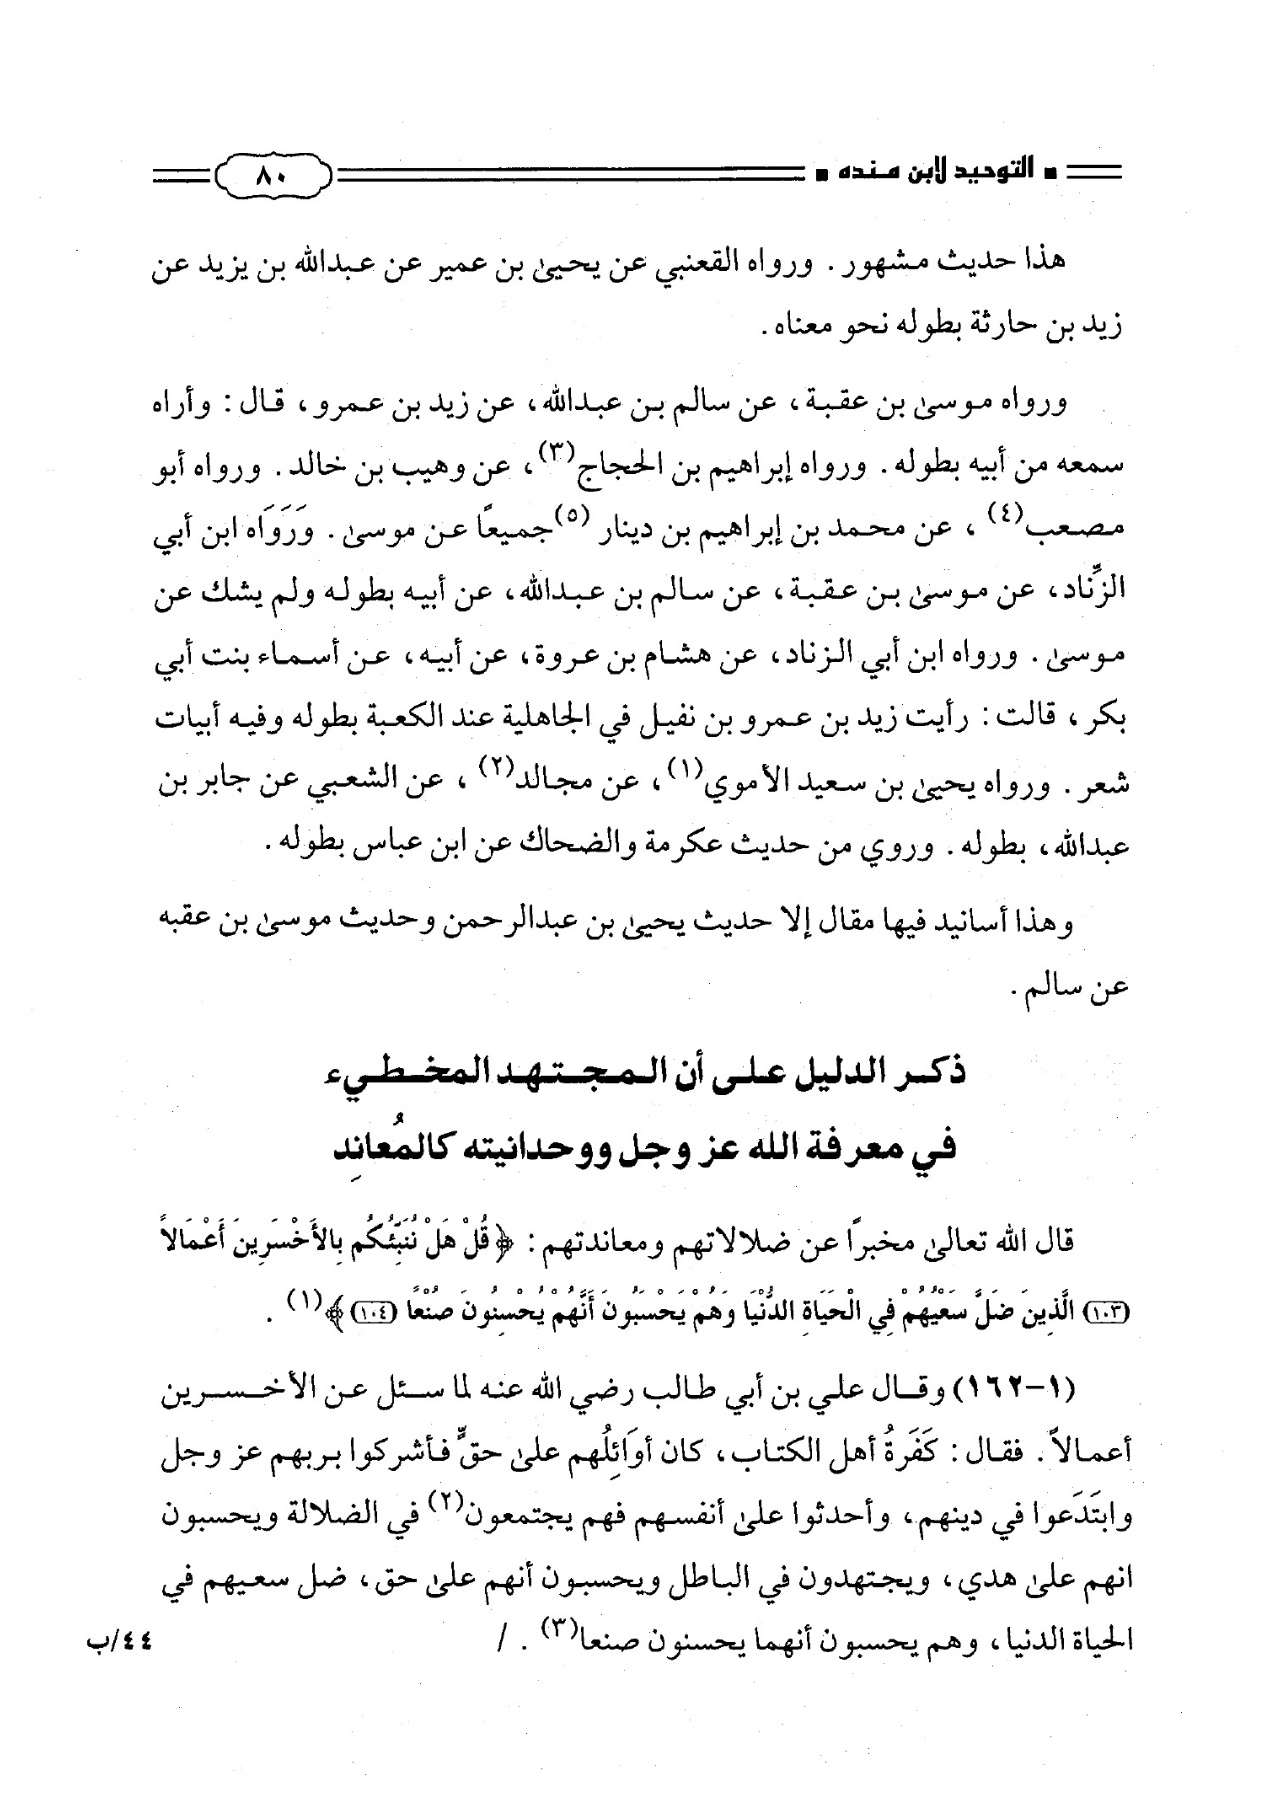 التوحيد لابن منده
٨٠
هذا حديث مشهور. ورواه القعنبي عن يحيىٰ بن عمير عن عبدالله بن يزيد عن
زيد بن حارثة بطوله نحو معناه.
ورواه موسىٰ بن عقبة، عن سالم بن عبدالله، عن زيد بن عمرو، قال: وأراه
سمعه من أبيه بطوله. ورواه إبراهيم بن الحجاج(٣)، عن وهيب بن خالد. ورواه أبو
مصعب(٤)، عن محمد بن إبراهيم بن دينار (٥)جميعًا عن موسىٰ. وَرَوَاه ابن أبي
الزِّناد، عن موسىٰ بن عقبة، عن سالم بن عبدالله، عن أبيه بطوله ولم يشك عن
موسىٰ. ورواه ابن أبي الزناد، عن هشام بن عروة، عن أبيه، عن أسماء بنت أبي
بكر، قالت: رأيت زيد بن عمرو بن نفيل في الجاهلية عند الكعبة بطوله وفيه أبيات
شعر. ورواه يحيىٰ بن سعيد الأموي(١)، عن مجالد(٢)، عن الشعبي عن جابر بن
عبدالله، بطوله. وروي من حديث عكرمة والضحاك عن ابن عباس بطوله.
وهذا أسانيد فيها مقال إلا حديث يحيىٰ بن عبدالرحمن وحديث موسىٰ بن عقبه
عن سالم.
ذكر الدليل على أن المجتهد المخطيء
في معرفة الله عز وجل ووحدانيته كالمُعاندِ
قال الله تعالىٰ مخبراً عن ضلالاتهم ومعاندتهم: ﴿قُلْ هَلْ نُنَبِّئُكُم بِالأَخْسَرِينَ أَعْمَالاً
(١٠٣) الَّذِينَ ضَلَّ سَعْيُهُمْ فِي الْحَيَاةِ الدُّنْيَا وَهُمْ يَحْسَبُونَ أَنَّهُمْ يُحْسِنُونَ صُنْعًا (١٠٤)﴾(١).
(١-١٦٢) وقال علي بن أبي طالب رضي الله عنه لما سئل عن الأخسرين
أعمالاً. فقال: كَفَرةُ أهل الكتاب، كان أوَائِلُهم علىٰ حقٍّ فأشركوا بربهم عز وجل
وابتَدَعوا في دينهم، وأحدثوا علىٰ أنفسهم فهم يجتمعون(٢) في الضلالة ويحسبون
انهم علىٰ هدي، ويجتهدون في الباطل ويحسبون أنهم علىٰ حق، ضل سعيهم في
الحياة الدنيا، وهم يحسبون أنهما يحسنون صنعا(٣). /
٤٤/ب